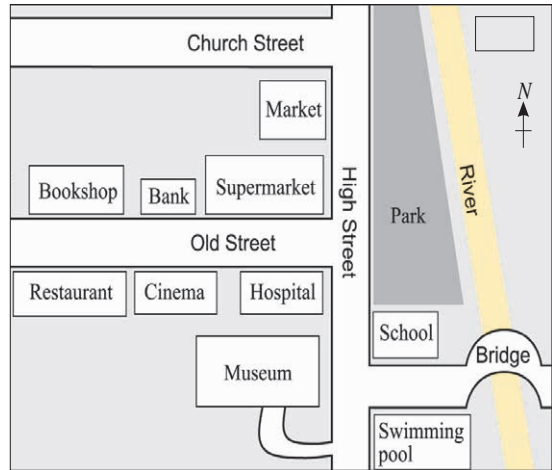 Church Street
N
Market
High Street
River
Bookshop
Bank
Supermarket
Park
Old Street
Restaurant
Cinema
Hospital
School
Bridge
Museum
Swimming
pool